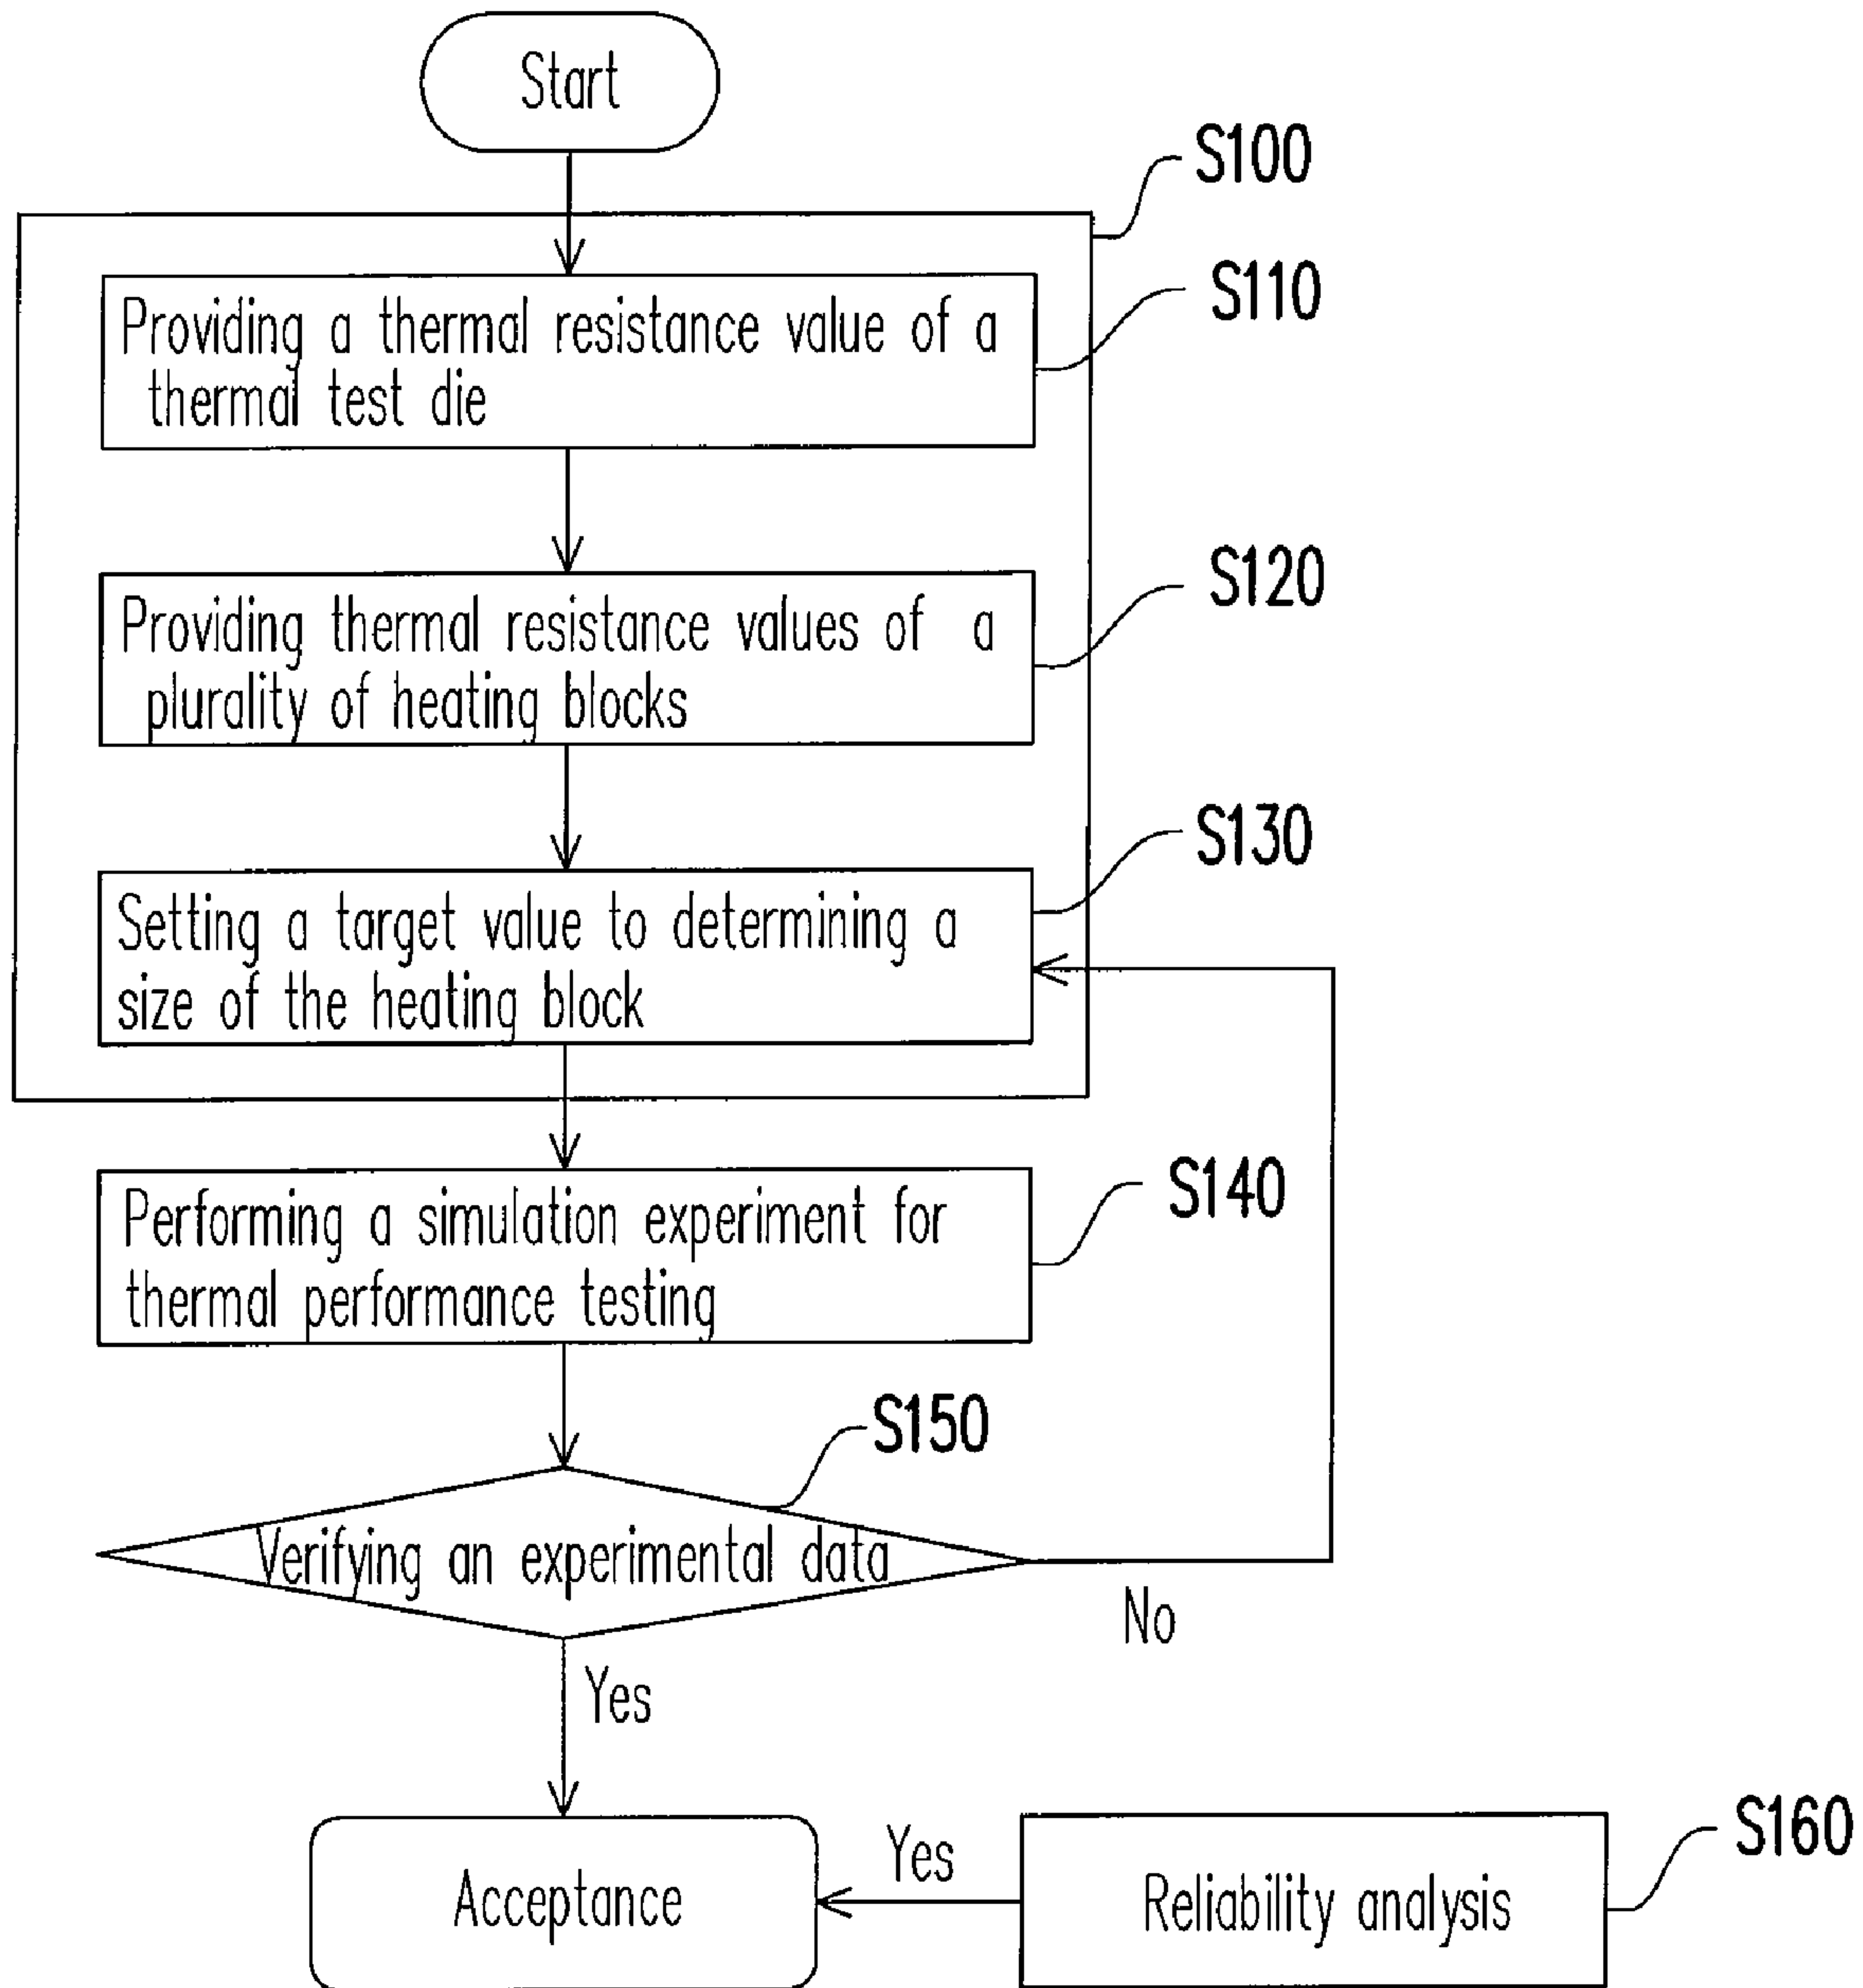 Start
S100
Providing a thermal resistance value of a
thermal test die
S110
Providing thermal resistance values of a
plurality of heating blocks
S120
Setting a target value to determining a
size of the heating block
S130
Performing a simulation experiment for
thermal performance testing
S140
S150
Verifying an experimental data
No
Yes
Acceptance
Yes
Reliability analysis
S160